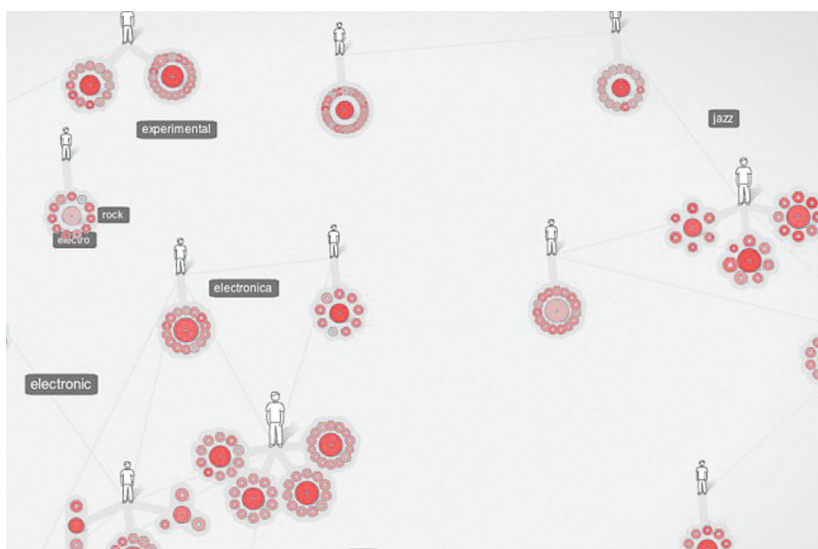 experimental
jazz
rock
electro
electronica
electronic